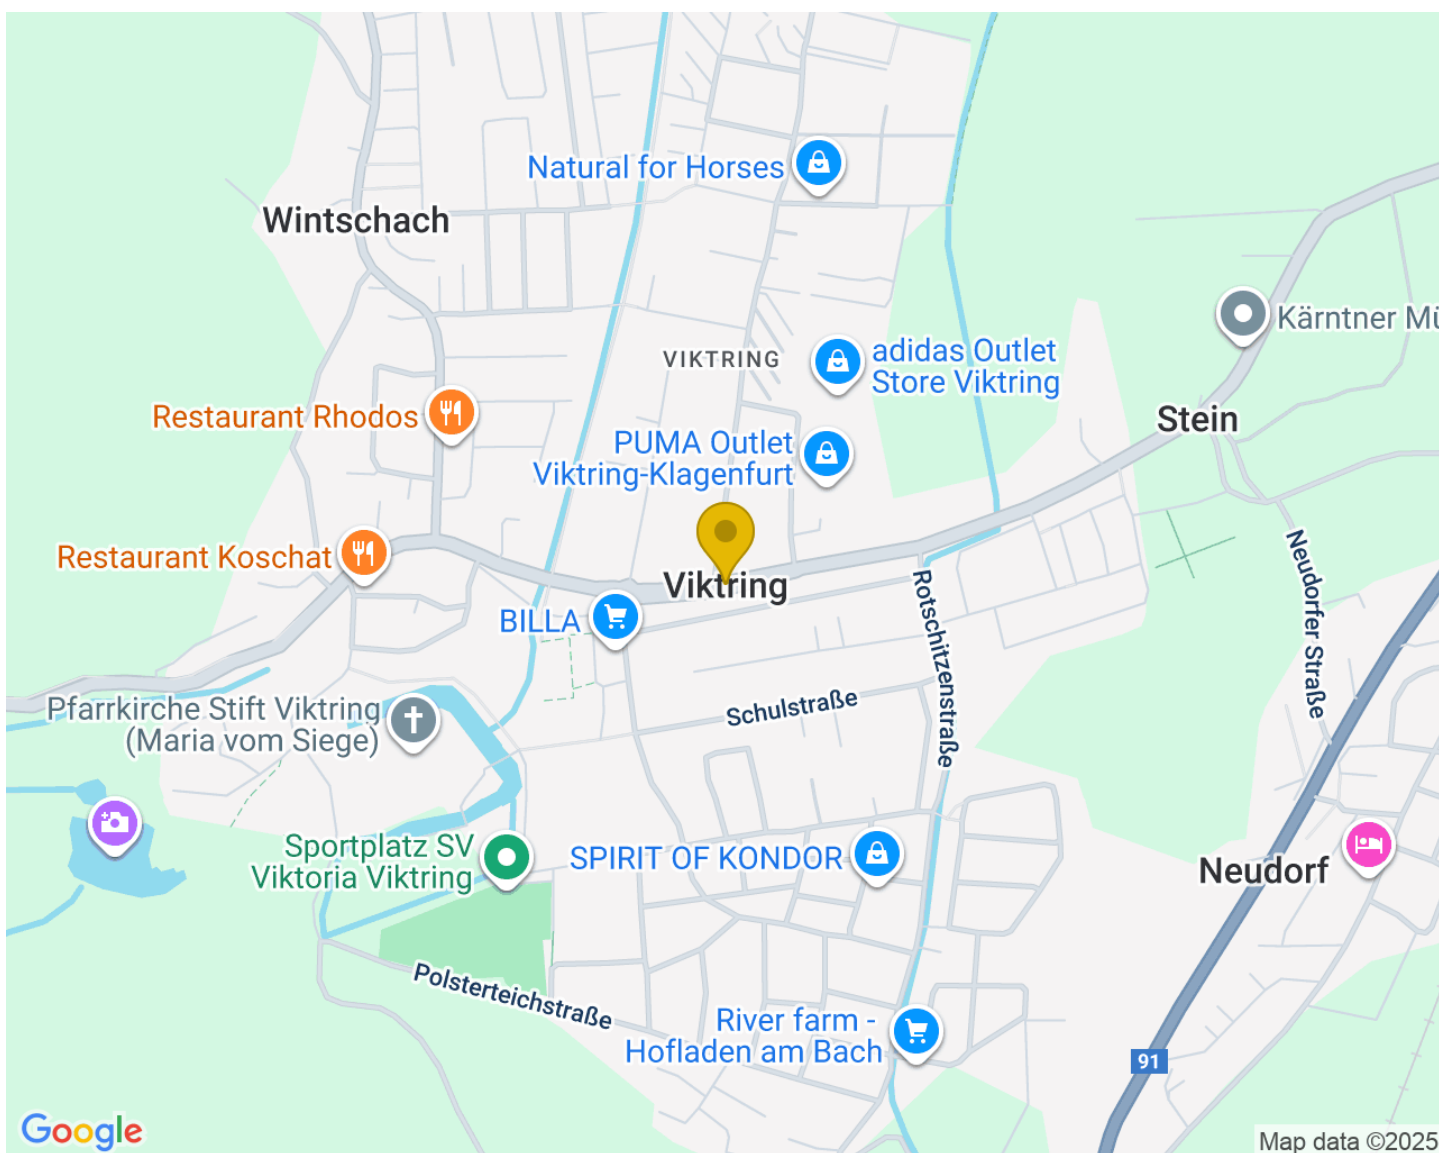 Natural for Horses
Wintschach
Kärntner Mü
VIKTRING
adidas Outlet
Store Viktring
Restaurant Rhodos
Stein
PUMA Outlet
Viktring-Klagenfurt
Restaurant Koschat
Neudorfer Straße
Viktring
BILLA
Rotschitzenstraße
Pfarrkirche Stift Viktring
(Maria vom Siege)
Schulstraße
Sportplatz SV
Viktoria Viktring
SPIRIT OF KONDOR
Neudorf
Polsterteichstraße
River farm -
Hofladen am Bach
91
Google
Map data ©2025